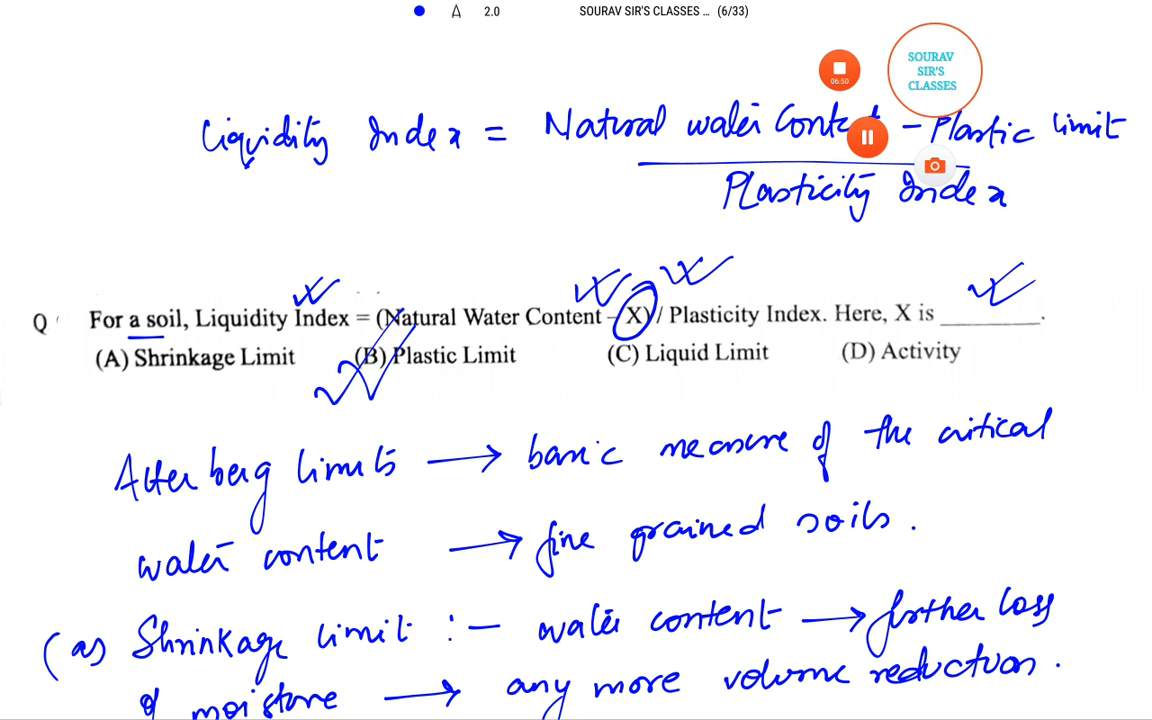 A 2.0 SOURAV SIR'S CLASSES ... (6/33)
SOURAV
SIR'S
CLASSES
06:50
Liquidity Index = Natural water Content - Plastic limit
Plasticity Index
Q For a soil, Liquidity Index = (Natural Water Content – X) / Plasticity Index. Here, X is ________.
(A) Shrinkage Limit (B) Plastic Limit (C) Liquid Limit (D) Activity
Atterberg limits → basic measure of the critical
water content → fine grained soils.
(a) Shrinkage limit :- water content → further loss
of moisture → any more volume reduction.